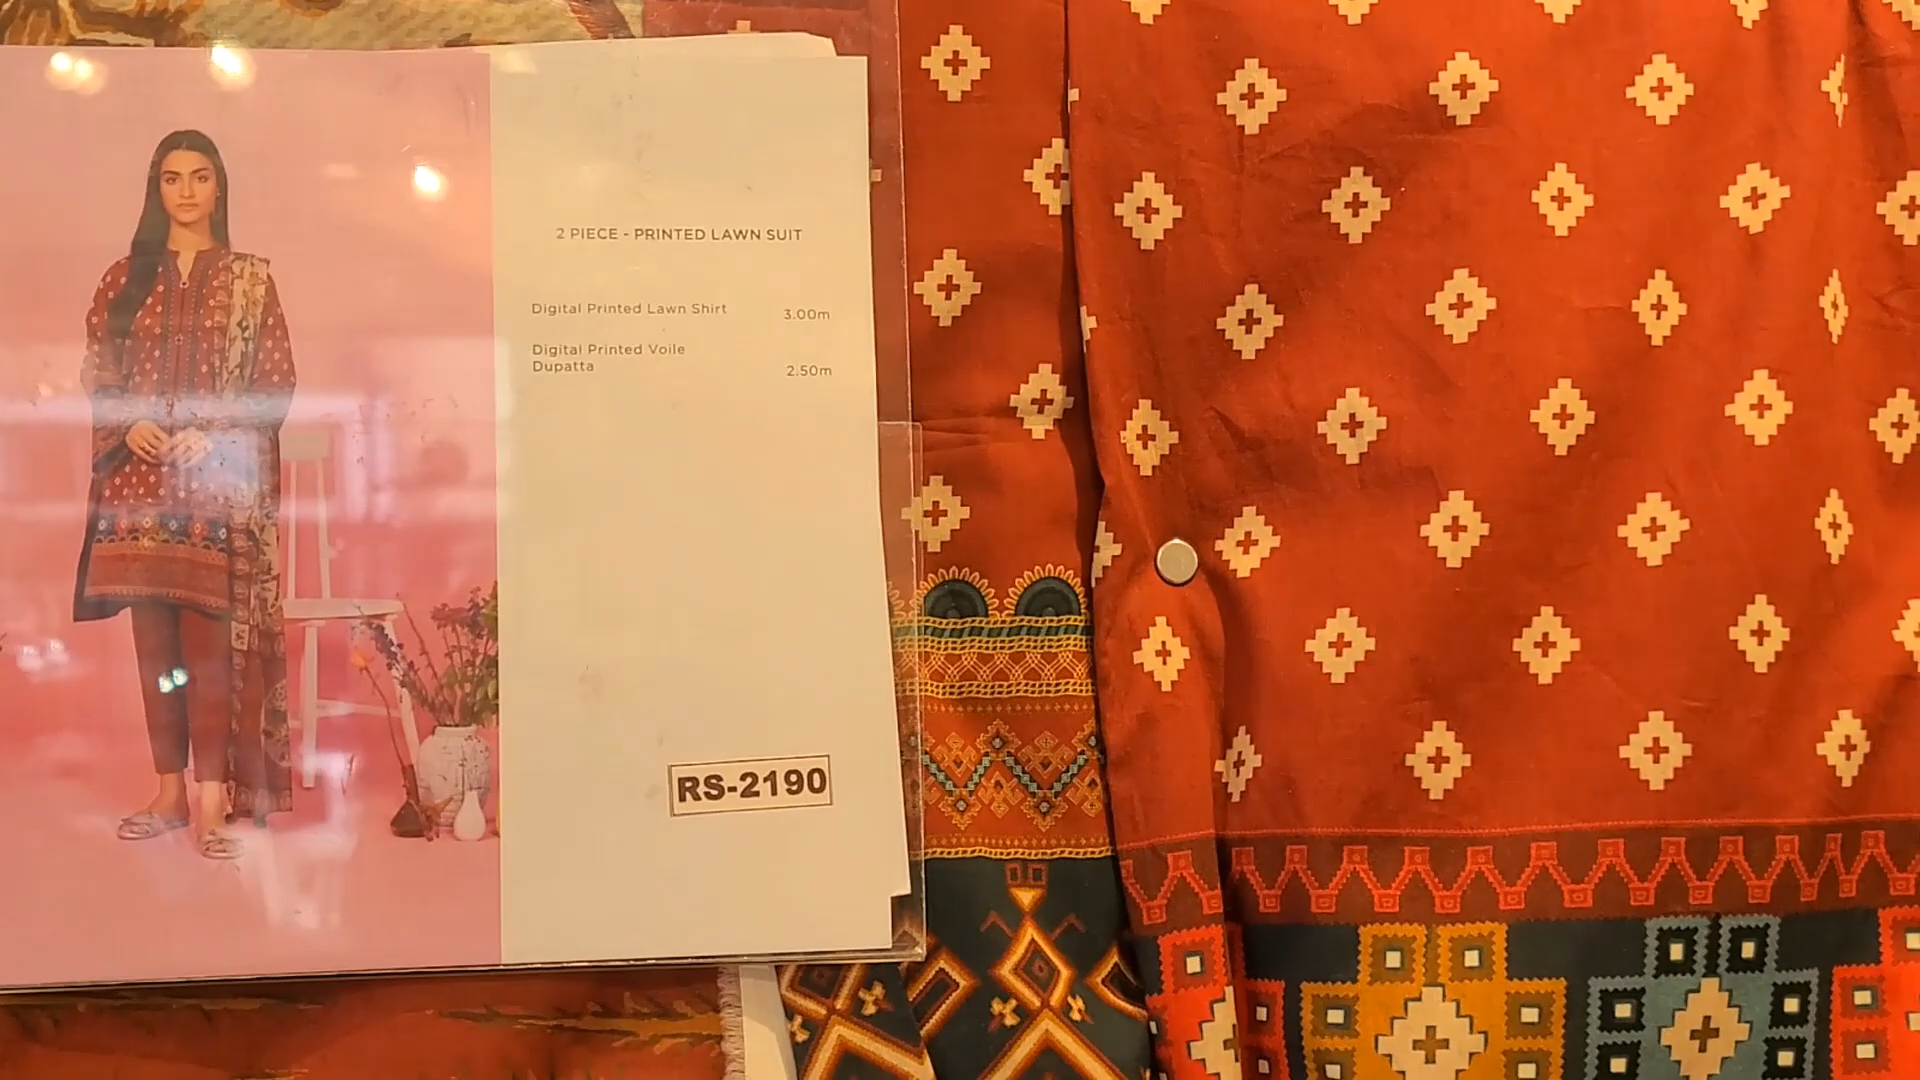 2 PIECE - PRINTED LAWN SUIT
Digital Printed Lawn Shirt 3.00m
Digital Printed Voile
Dupatta 2.50m
RS-2190